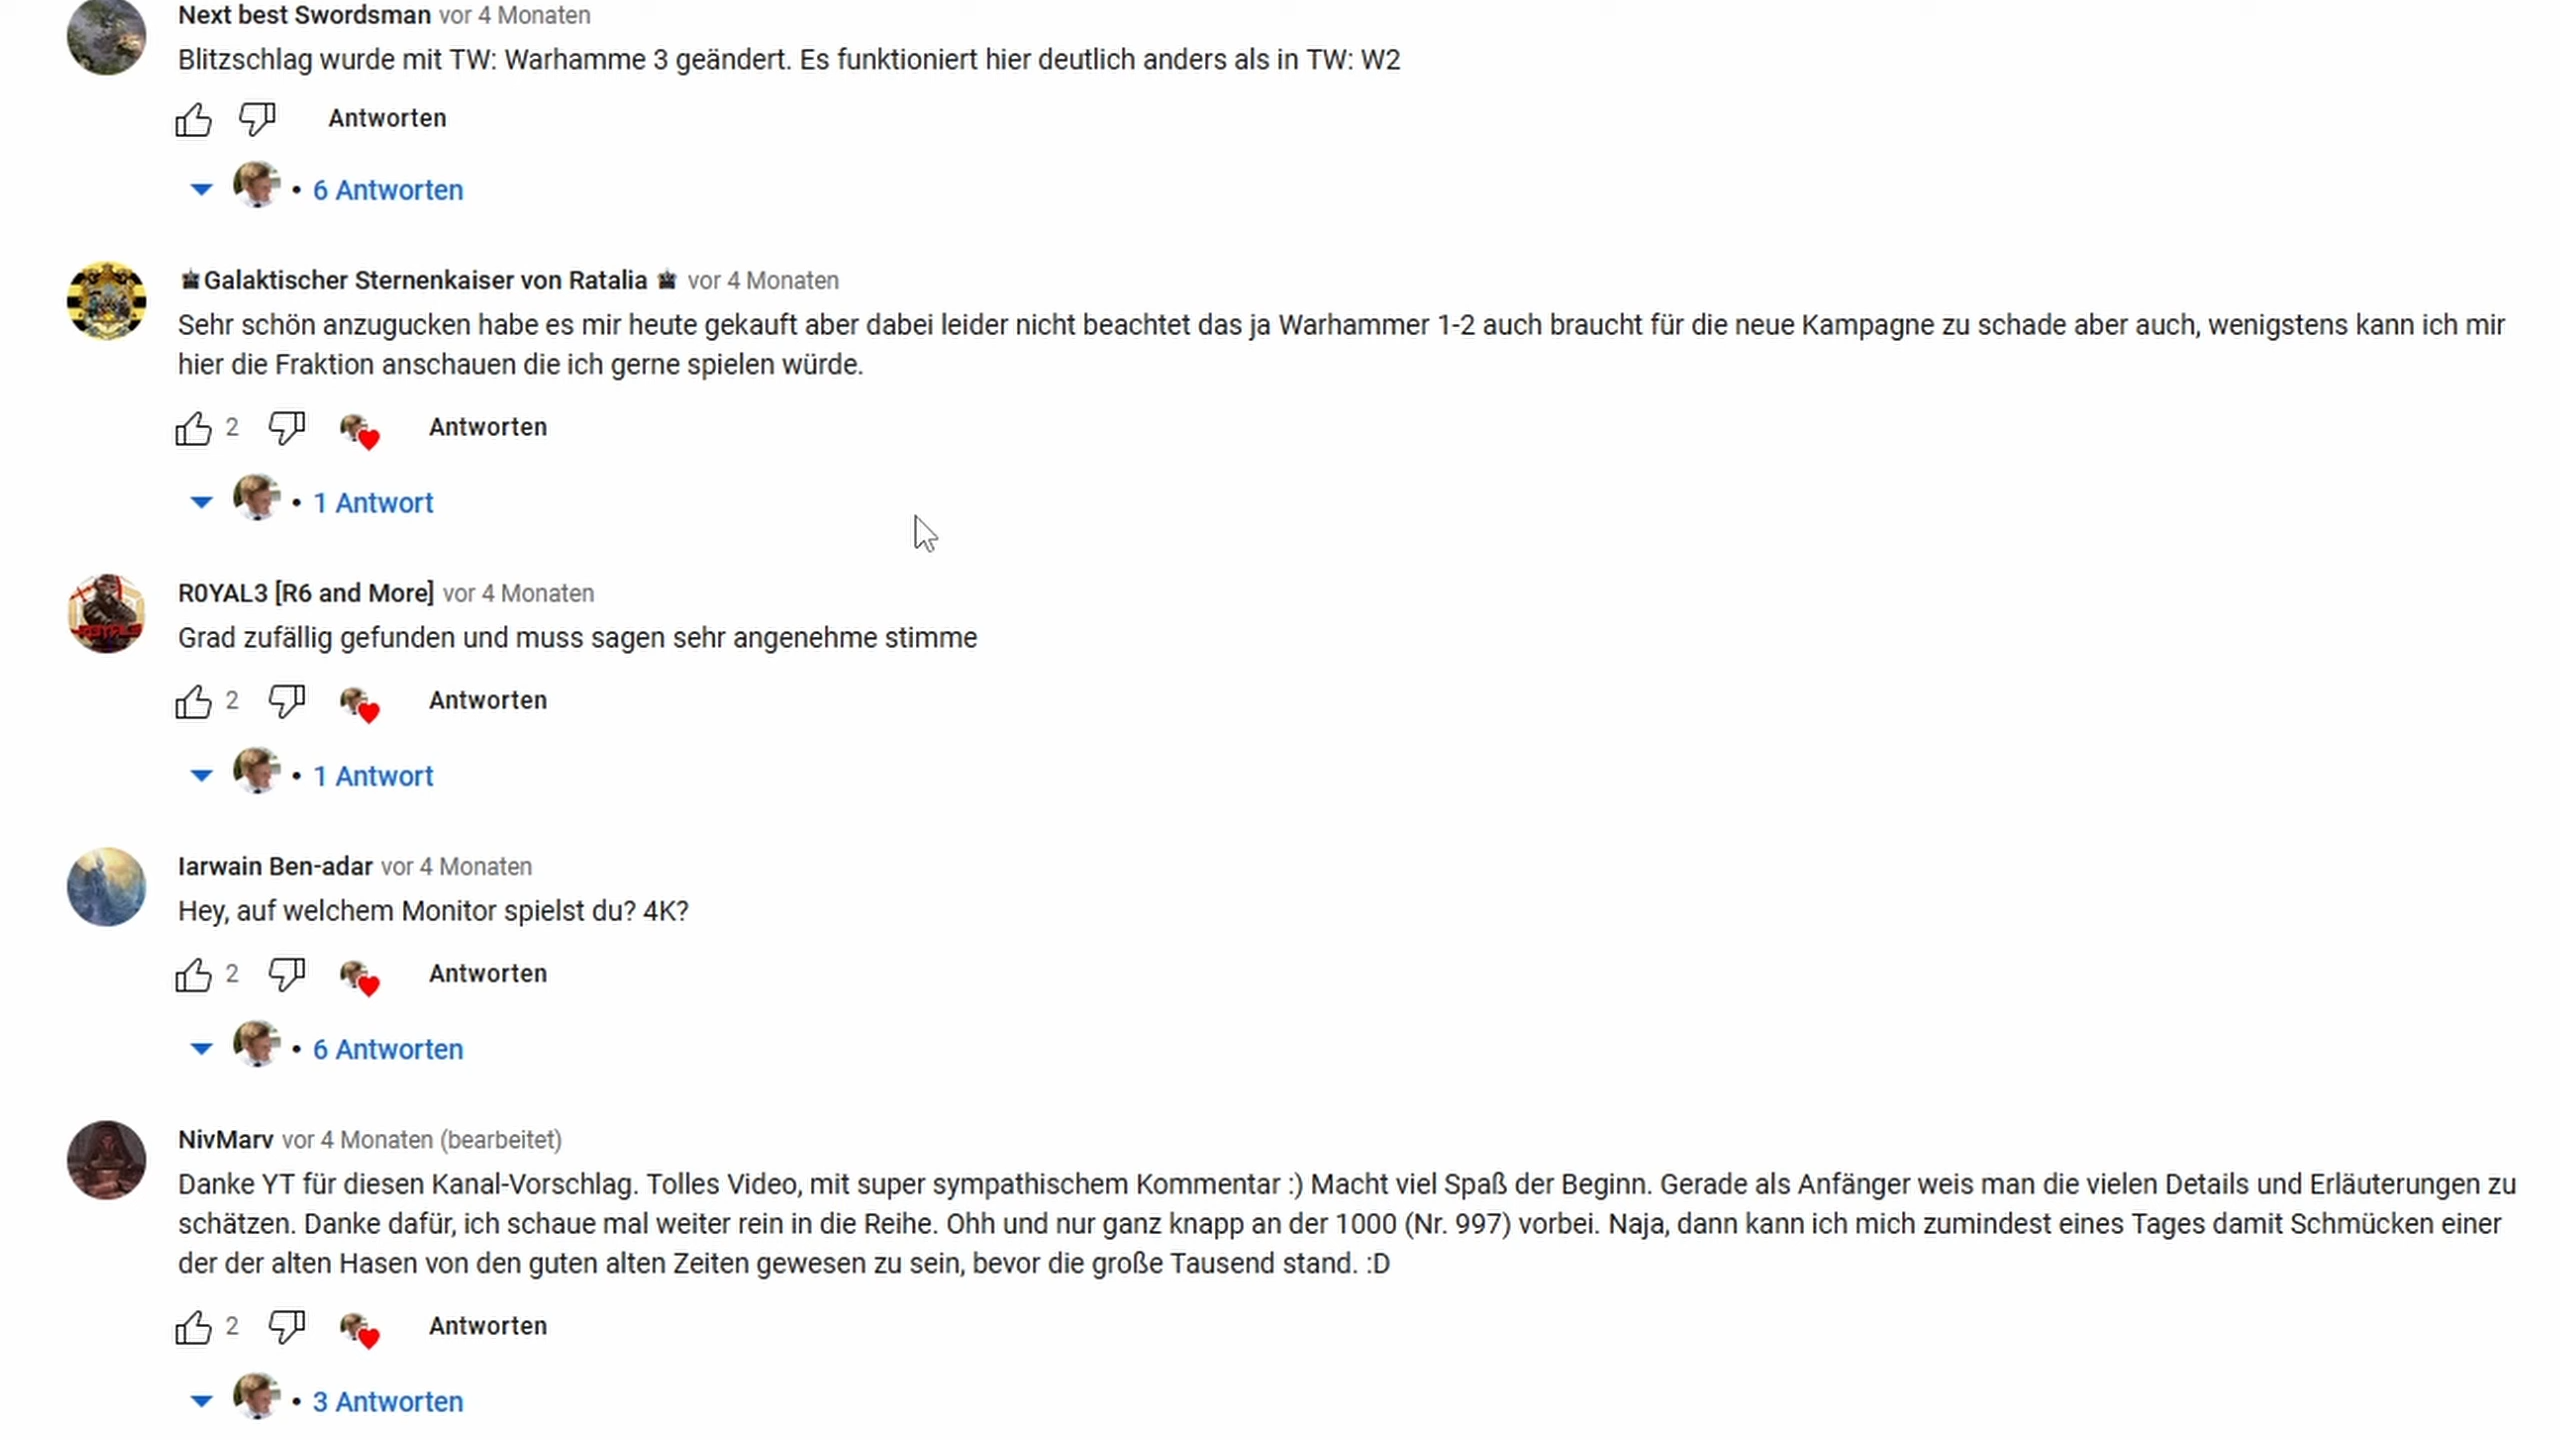 Next best Swordsman vor 4 Monaten
Blitzschlag wurde mit TW: Warhamme 3 geändert. Es funktioniert hier deutlich anders als in TW: W2
Antworten
6 Antworten
Galaktischer Sternenkaiser von Ratalia vor 4 Monaten
Sehr schön anzugucken habe es mir heute gekauft aber dabei leider nicht beachtet das ja Warhammer 1-2 auch braucht für die neue Kampagne zu schade aber auch, wenigstens kann ich mir
hier die Fraktion anschauen die ich gerne spielen würde.
2 Antworten
1 Antwort
R0YAL3 [R6 and More] vor 4 Monaten
Grad zufällig gefunden und muss sagen sehr angenehme stimme
2 Antworten
1 Antwort
Iarwain Ben-adar vor 4 Monaten
Hey, auf welchem Monitor spielst du? 4K?
2 Antworten
6 Antworten
NivMarv vor 4 Monaten (bearbeitet)
Danke YT für diesen Kanal-Vorschlag. Tolles Video, mit super sympathischem Kommentar :) Macht viel Spaß der Beginn. Gerade als Anfänger weis man die vielen Details und Erläuterungen zu
schätzen. Danke dafür, ich schaue mal weiter rein in die Reihe. Ohh und nur ganz knapp an der 1000 (Nr. 997) vorbei. Naja, dann kann ich mich zumindest eines Tages damit Schmücken einer
der der alten Hasen von den guten alten Zeiten gewesen zu sein, bevor die große Tausend stand. :D
2 Antworten
3 Antworten